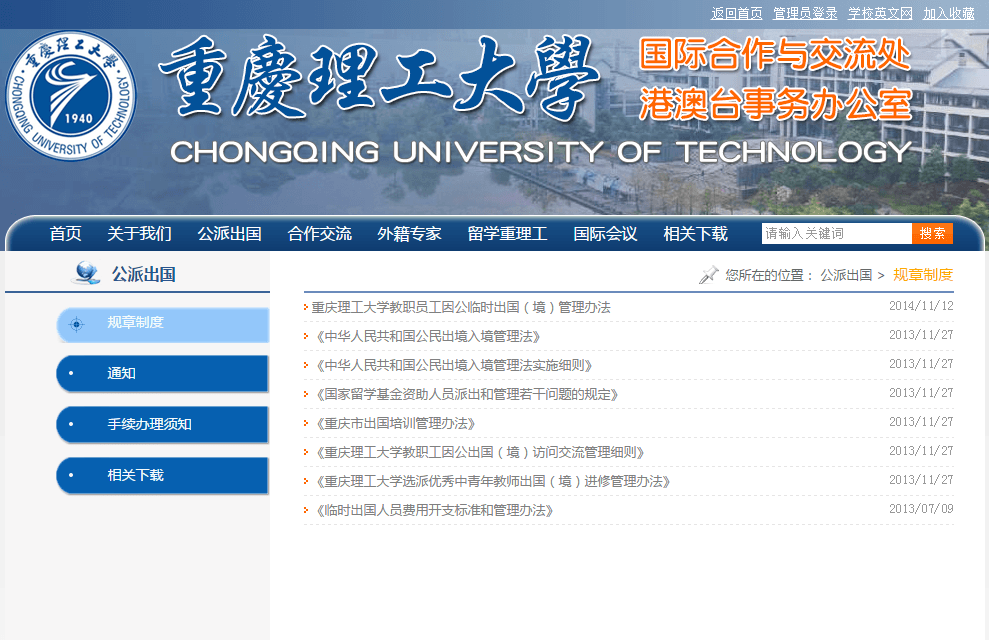 返回首页 管理员登录 学校英文网 加入收藏
重慶理工大學
CHONGQING UNIVERSITY OF TECHNOLOGY
1940
重慶理工大學
国际合作与交流处
港澳台事务办公室
CHONGQING UNIVERSITY OF TECHNOLOGY
首页 关于我们 公派出国 合作交流 外籍专家 留学重理工 国际会议 相关下载 请输入关键词 搜索
公派出国
您所在的位置： 公派出国 > 规章制度
规章制度
通知
手续办理须知
相关下载
重庆理工大学教职员工因公临时出国（境）管理办法 2014/11/12
《中华人民共和国公民出境入境管理法》 2013/11/27
《中华人民共和国公民出境入境管理法实施细则》 2013/11/27
《国家留学基金资助人员派出和管理若干问题的规定》 2013/11/27
《重庆市出国培训管理办法》 2013/11/27
《重庆理工大学教职工因公出国（境）访问交流管理细则》 2013/11/27
《重庆理工大学选派优秀中青年教师出国（境）进修管理办法》 2013/11/27
《临时出国人员费用开支标准和管理办法》 2013/07/09